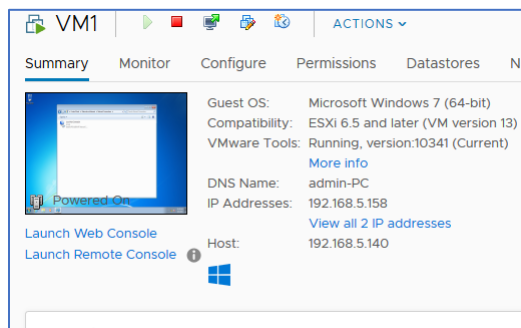 VM1
ACTIONS
Summary Monitor Configure Permissions Datastores N
Guest OS: Microsoft Windows 7 (64-bit)
Compatibility: ESXi 6.5 and later (VM version 13)
VMware Tools: Running, version:10341 (Current)
More info
DNS Name: admin-PC
IP Addresses: 192.168.5.158
View all 2 IP addresses
Host: 192.168.5.140
Powered On
Launch Web Console
Launch Remote Console